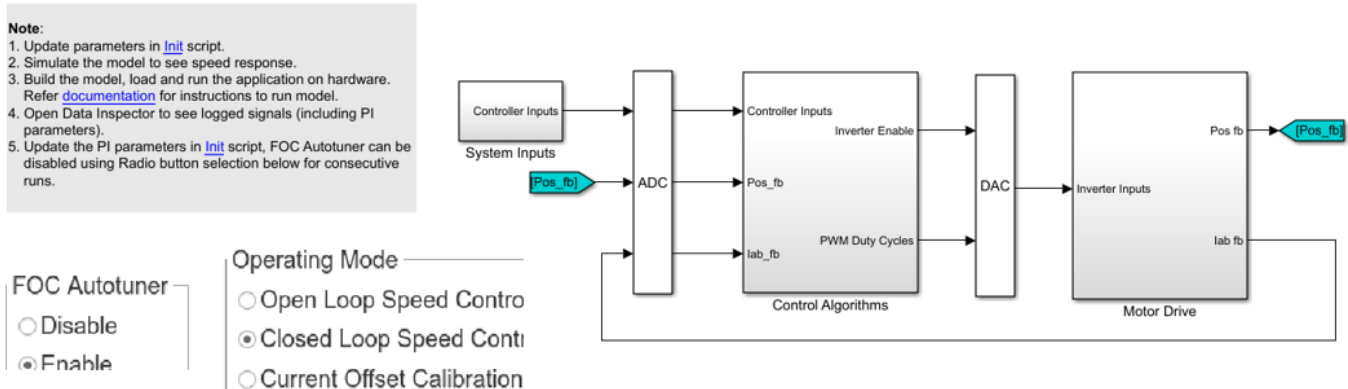 Note:
1. Update parameters in Init script.
2. Simulate the model to see speed response.
3. Build the model, load and run the application on hardware.
Refer documentation for instructions to run model.
4. Open Data Inspector to see logged signals (including PI
parameters).
5. Update the PI parameters in Init script, FOC Autotuner can be
disabled using Radio button selection below for consecutive
runs.
FOC Autotuner
Disable
Enable
Operating Mode
Open Loop Speed Contro
Closed Loop Speed Contr
Current Offset Calibration
Controller Inputs
System Inputs
[Pos_fb]
ADC
Controller Inputs
Pos_fb
Iab_fb
Inverter Enable
PWM Duty Cycles
Control Algorithms
DAC
Inverter Inputs
Pos fb
Iab fb
Motor Drive
[Pos_fb]